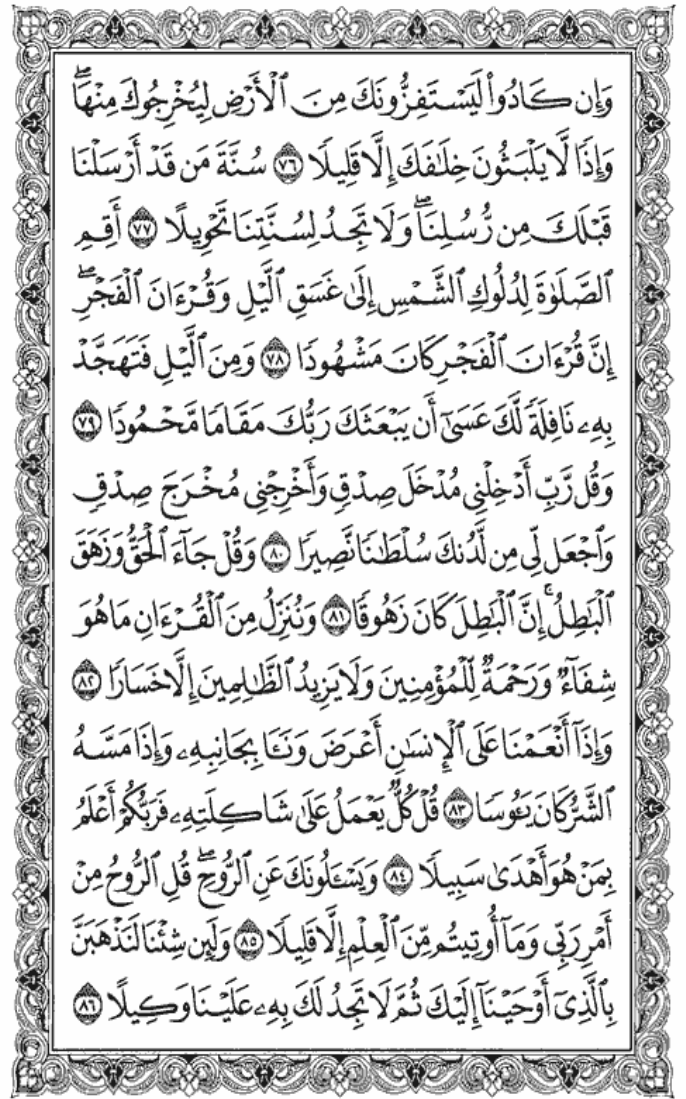 وَإِن كَادُوا۟ لَيَسْتَفِزُّونَكَ مِنَ ٱلْأَرْضِ لِيُخْرِجُوكَ مِنْهَا ۖ
وَإِذًا لَّا يَلْبَثُونَ خِلَٰفَكَ إِلَّا قَلِيلًا ٧٦ سُنَّةَ مَن قَدْ أَرْسَلْنَا
قَبْلَكَ مِن رُّسُلِنَا ۖ وَلَا تَجِدُ لِسُنَّتِنَا تَحْوِيلًا ٧٧ أَقِمِ
ٱلصَّلَوٰةَ لِدُلُوكِ ٱلشَّمْسِ إِلَىٰ غَسَقِ ٱلَّيْلِ وَقُرْءَانَ ٱلْفَجْرِ ۖ
إِنَّ قُرْءَانَ ٱلْفَجْرِ كَانَ مَشْهُودًا ٧٨ وَمِنَ ٱلَّيْلِ فَتَهَجَّدْ
بِهِۦ نَافِلَةً لَّكَ عَسَىٰٓ أَن يَبْعَثَكَ رَبُّكَ مَقَامًا مَّحْمُودًا ٧٩
وَقُل رَّبِّ أَدْخِلْنِى مُدْخَلَ صِدْقٍ وَأَخْرِجْنِى مُخْرَجَ صِدْقٍ
وَٱجْعَل لِّى مِن لَّدُنكَ سُلْطَٰنًا نَّصِيرًا ٨٠ وَقُلْ جَآءَ ٱلْحَقُّ وَزَهَقَ
ٱلْبَٰطِلُ ۚ إِنَّ ٱلْبَٰطِلَ كَانَ زَهُوقًا ٨١ وَنُنَزِّلُ مِنَ ٱلْقُرْءَانِ مَا هُوَ
شِفَآءٌ وَرَحْمَةٌ لِّلْمُؤْمِنِينَ وَلَا يَزِيدُ ٱلظَّٰلِمِينَ إِلَّا خَسَارًا ٨٢
وَإِذَآ أَنْعَمْنَا عَلَى ٱلْإِنسَٰنِ أَعْرَضَ وَنَـَٔا بِجَانِبِهِۦ وَإِذَا مَسَّهُ
ٱلشَّرُّ كَانَ يَـُٔوسًا ٨٣ قُلْ كُلٌّ يَعْمَلُ عَلَىٰ شَاكِلَتِهِۦ فَرَبُّكُمْ أَعْلَمُ
بِمَنْ هُوَ أَهْدَىٰ سَبِيلًا ٨٤ وَيَسْـَٔلُونَكَ عَنِ ٱلرُّوحِ ۖ قُلِ ٱلرُّوحُ مِنْ
أَمْرِ رَبِّى وَمَآ أُوتِيتُم مِّنَ ٱلْعِلْمِ إِلَّا قَلِيلًا ٨٥ وَلَئِن شِئْنَا لَنَذْهَبَنَّ
بِٱلَّذِىٓ أَوْحَيْنَآ إِلَيْكَ ثُمَّ لَا تَجِدُ لَكَ بِهِۦ عَلَيْنَا وَكِيلًا ٨٦